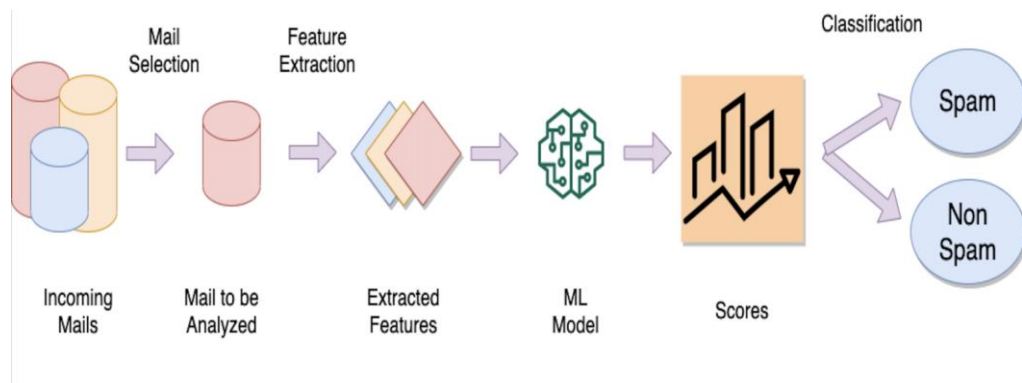 Mail
Selection
Feature
Extraction
Classification
Spam
Non
Spam
Incoming
Mails
Mail to be
Analyzed
Extracted
Features
ML
Model
Scores